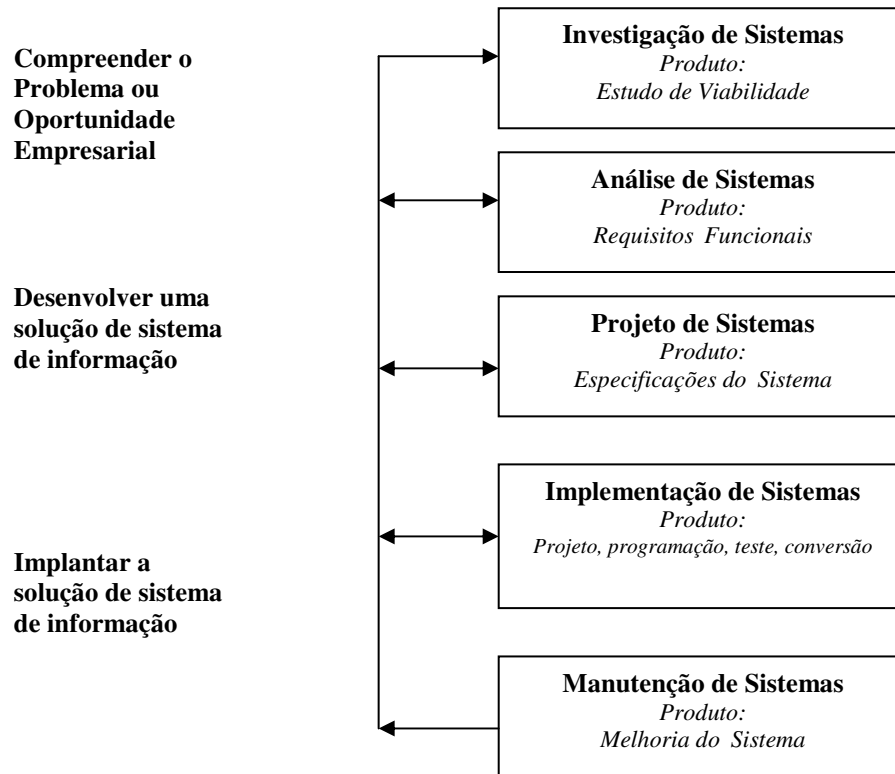 Compreender o
Problema ou
Oportunidade
Empresarial
Investigação de Sistemas
Produto:
Estudo de Viabilidade
Análise de Sistemas
Produto:
Requisitos Funcionais
Desenvolver uma
solução de sistema
de informação
Projeto de Sistemas
Produto:
Especificações do Sistema
Implementação de Sistemas
Produto:
Projeto, programação, teste, conversão
Implantar a
solução de sistema
de informação
Manutenção de Sistemas
Produto:
Melhoria do Sistema